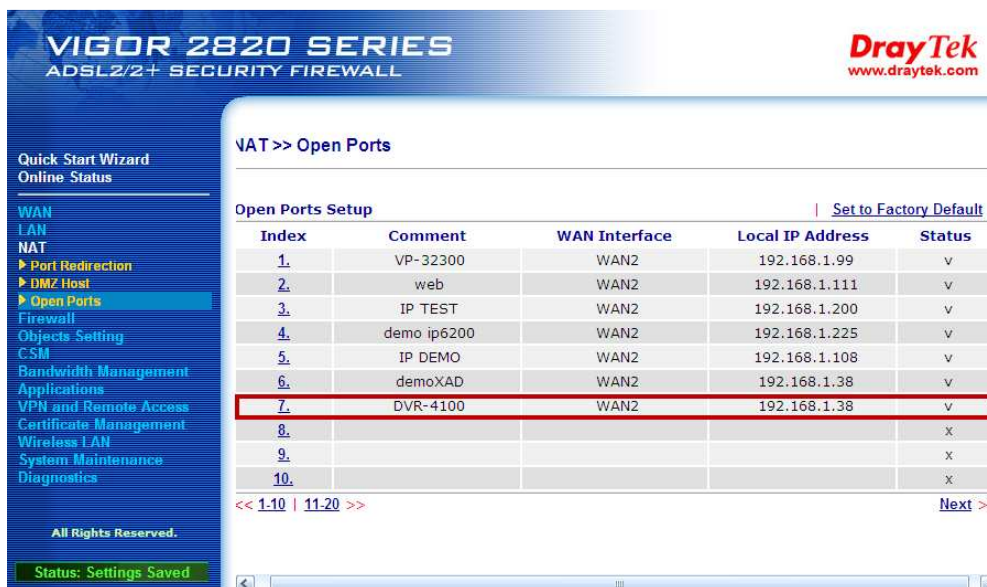 VIGOR 2820 SERIES
ADSL2/2+ SECURITY FIREWALL
DrayTek
www.draytek.com
Quick Start Wizard
Online Status
WAN
LAN
NAT
Port Redirection
DMZ Host
Open Ports
Firewall
Objects Setting
CSM
Bandwidth Management
Applications
VPN and Remote Access
Certificate Management
Wireless LAN
System Maintenance
Diagnostics
All Rights Reserved.
Status: Settings Saved
NAT >> Open Ports
Open Ports Setup | Set to Factory Default
Index Comment WAN Interface Local IP Address Status
1. VP-32300 WAN2 192.168.1.99 v
2. web WAN2 192.168.1.111 v
3. IP TEST WAN2 192.168.1.200 v
4. demo ip6200 WAN2 192.168.1.225 v
5. IP DEMO WAN2 192.168.1.108 v
6. demoXAD WAN2 192.168.1.38 v
7. DVR-4100 WAN2 192.168.1.38 v
8. x
9. x
10. x
<< 1-10 | 11-20 >> Next >